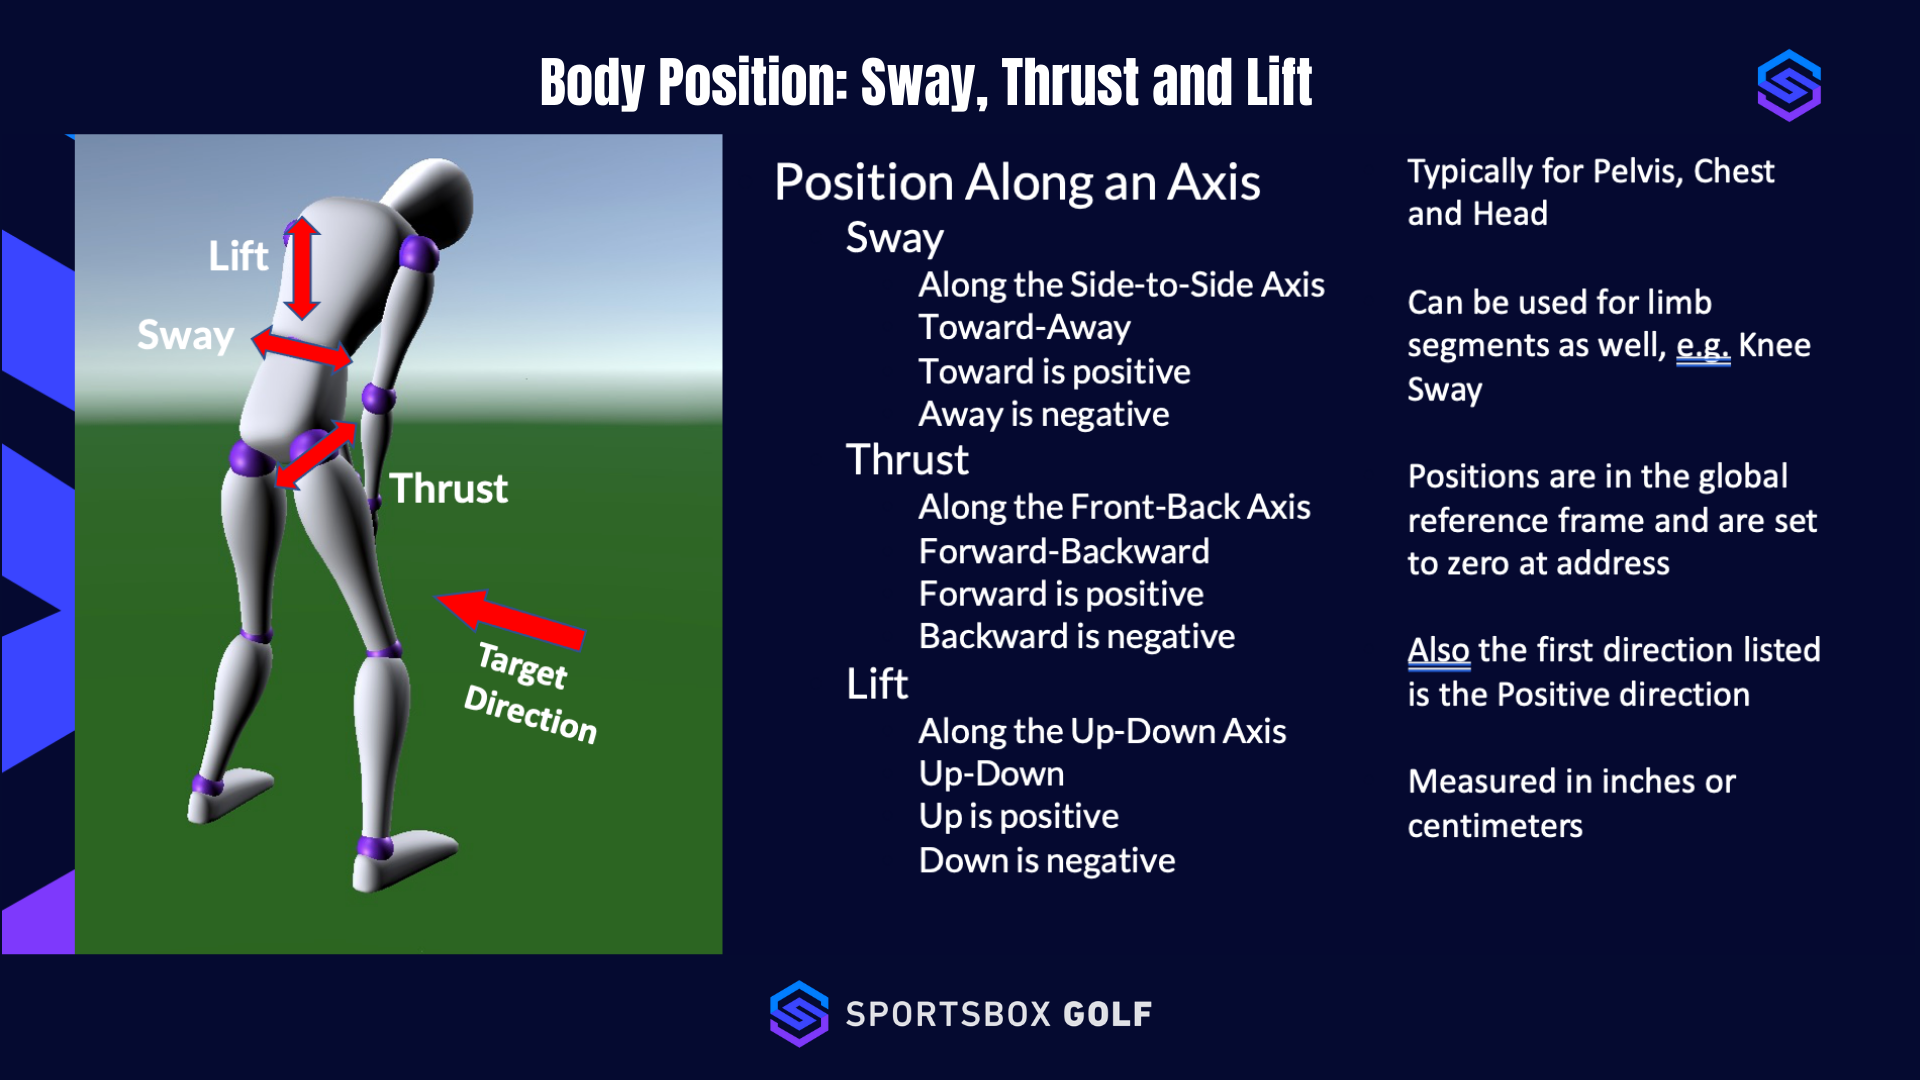 Body Position: Sway, Thrust and Lift
Lift
Sway
Thrust
Target
Direction
Position Along an Axis
Sway
Along the Side-to-Side Axis
Toward-Away
Toward is positive
Away is negative
Thrust
Along the Front-Back Axis
Forward-Backward
Forward is positive
Backward is negative
Lift
Along the Up-Down Axis
Up-Down
Up is positive
Down is negative
Typically for Pelvis, Chest
and Head
Can be used for limb
segments as well, e.g. Knee
Sway
Positions are in the global
reference frame and are set
to zero at address
Also the first direction listed
is the Positive direction
Measured in inches or
centimeters
SPORTSBOX GOLF